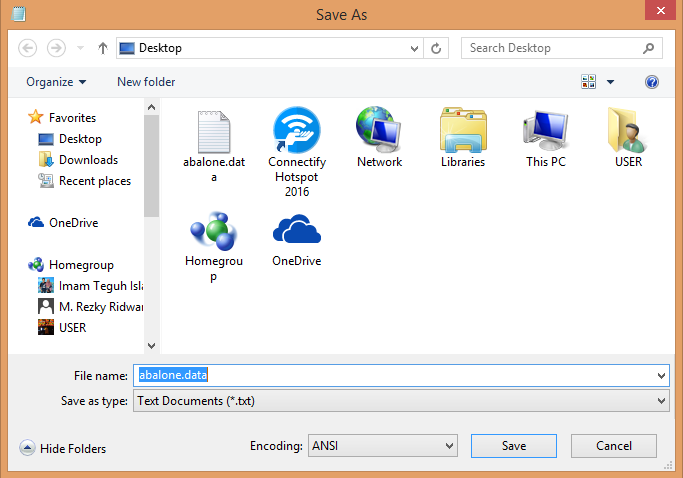 Save As
Desktop
Search Desktop
Organize
New folder
Favorites
Desktop
Downloads
Recent places
OneDrive
Homegroup
Imam Teguh Isla
M. Rezky Ridwan
USER
abalone.dat
a
Connectify
Hotspot
2016
Network
Libraries
This PC
USER
Homegrou
p
OneDrive
File name: abalone.data
Save as type: Text Documents (*.txt)
Hide Folders
Encoding: ANSI
Save
Cancel